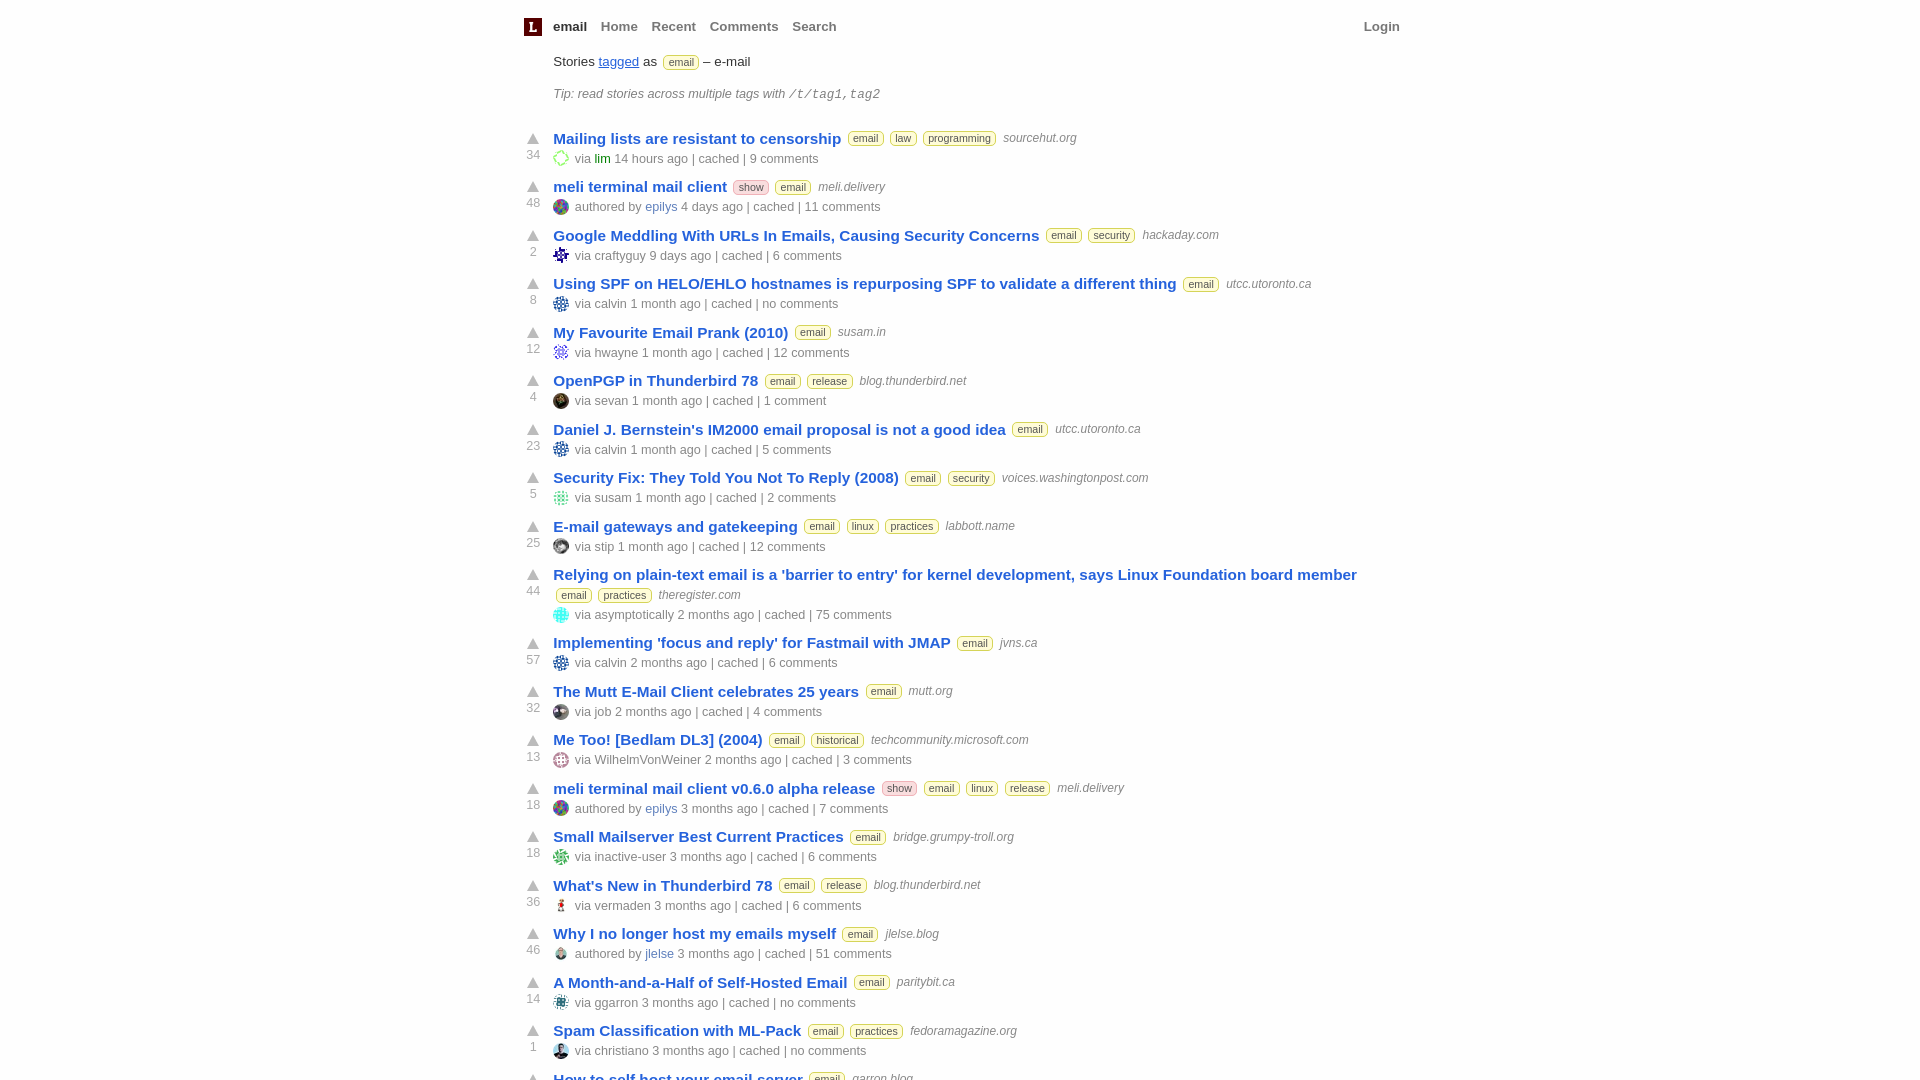 L email Home Recent Comments Search Login
Stories tagged as email – e-mail
Tip: read stories across multiple tags with /t/tag1,tag2
Mailing lists are resistant to censorship email law programming sourcehut.org
34 via lim 14 hours ago | cached | 9 comments
meli terminal mail client show email meli.delivery
48 authored by epilys 4 days ago | cached | 11 comments
Google Meddling With URLs In Emails, Causing Security Concerns email security hackaday.com
2 via craftyguy 9 days ago | cached | 6 comments
Using SPF on HELO/EHLO hostnames is repurposing SPF to validate a different thing email utcc.utoronto.ca
8 via calvin 1 month ago | cached | no comments
My Favourite Email Prank (2010) email susam.in
12 via hwayne 1 month ago | cached | 12 comments
OpenPGP in Thunderbird 78 email release blog.thunderbird.net
4 via sevan 1 month ago | cached | 1 comment
Daniel J. Bernstein's IM2000 email proposal is not a good idea email utcc.utoronto.ca
23 via calvin 1 month ago | cached | 5 comments
Security Fix: They Told You Not To Reply (2008) email security voices.washingtonpost.com
5 via susam 1 month ago | cached | 2 comments
E-mail gateways and gatekeeping email linux practices labbott.name
25 via stip 1 month ago | cached | 12 comments
Relying on plain-text email is a 'barrier to entry' for kernel development, says Linux Foundation board member
44 email practices theregister.com
via asymptotically 2 months ago | cached | 75 comments
Implementing 'focus and reply' for Fastmail with JMAP email jvns.ca
57 via calvin 2 months ago | cached | 6 comments
The Mutt E-Mail Client celebrates 25 years email mutt.org
32 via job 2 months ago | cached | 4 comments
Me Too! [Bedlam DL3] (2004) email historical techcommunity.microsoft.com
13 via WilhelmVonWeiner 2 months ago | cached | 3 comments
meli terminal mail client v0.6.0 alpha release show email linux release meli.delivery
18 authored by epilys 3 months ago | cached | 7 comments
Small Mailserver Best Current Practices email bridge.grumpy-troll.org
18 via inactive-user 3 months ago | cached | 6 comments
What's New in Thunderbird 78 email release blog.thunderbird.net
36 via vermaden 3 months ago | cached | 6 comments
Why I no longer host my emails myself email jlelse.blog
46 authored by jlelse 3 months ago | cached | 51 comments
A Month-and-a-Half of Self-Hosted Email email paritybit.ca
14 via ggarron 3 months ago | cached | no comments
Spam Classification with ML-Pack email practices fedoramagazine.org
1 via christiano 3 months ago | cached | no comments
How to self host your email server email garron.blog